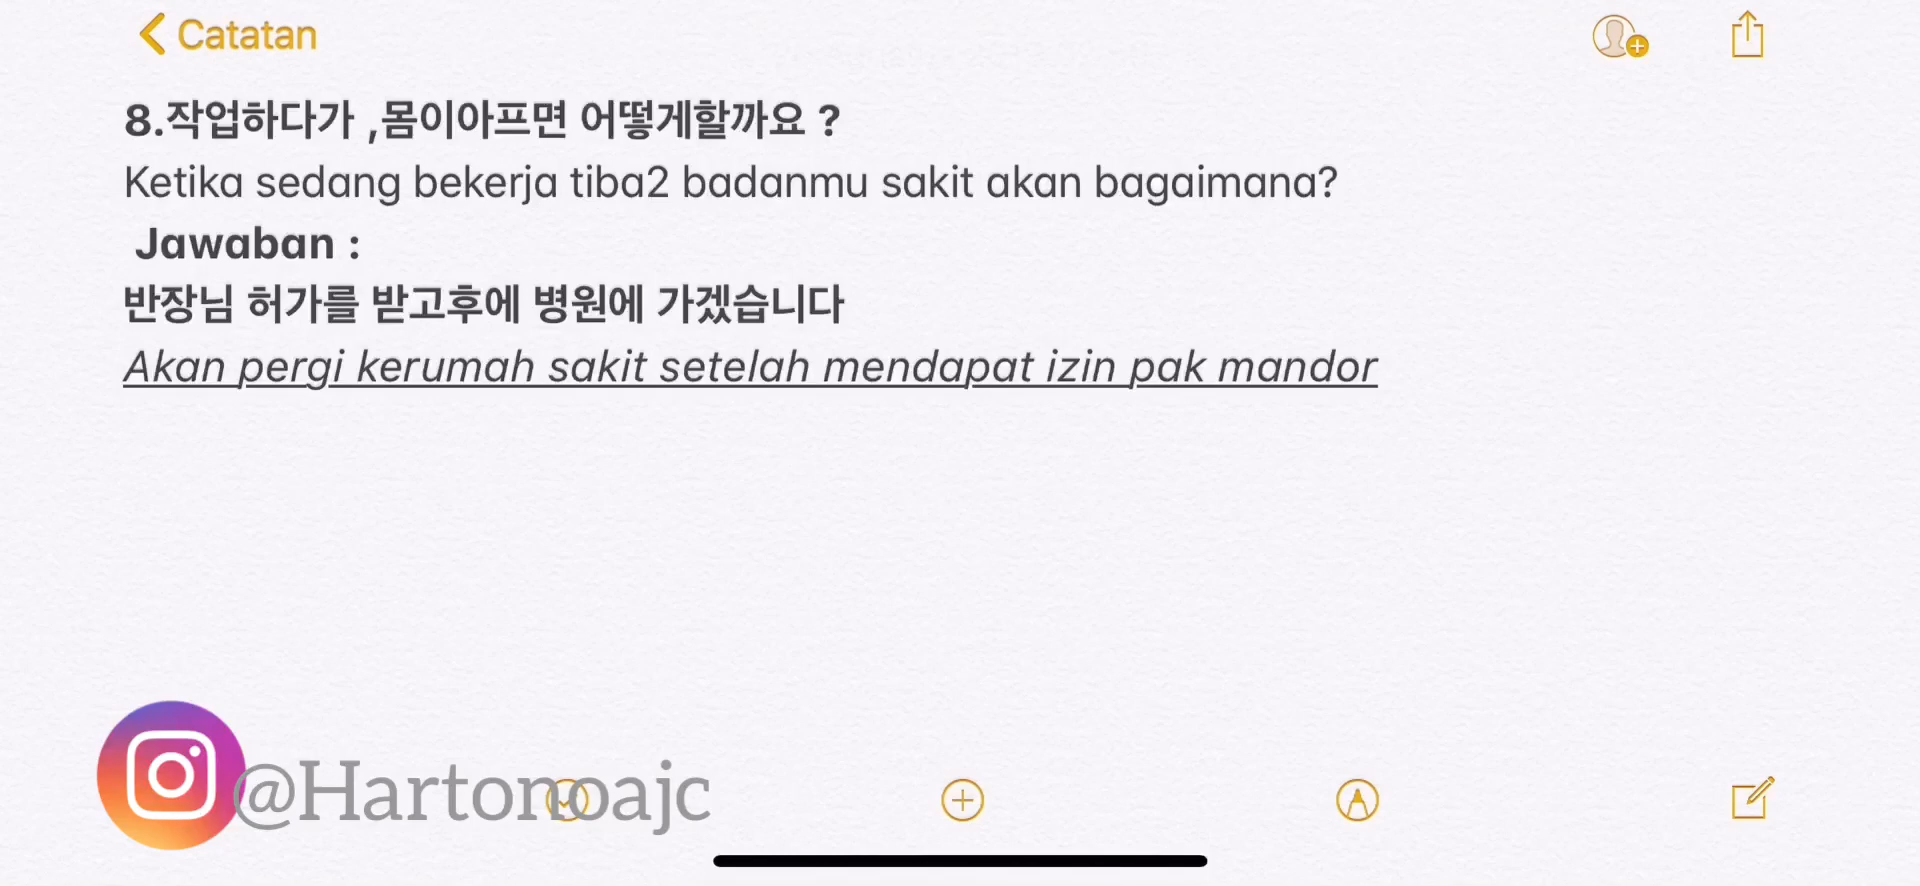 Catatan
8.작업하다가 ,몸이아프면 어떻게할까요 ?
Ketika sedang bekerja tiba2 badanmu sakit akan bagaimana?
Jawaban :
반장님 허가를 받고후에 병원에 가겠습니다
Akan pergi kerumah sakit setelah mendapat izin pak mandor
@Hartonoajc